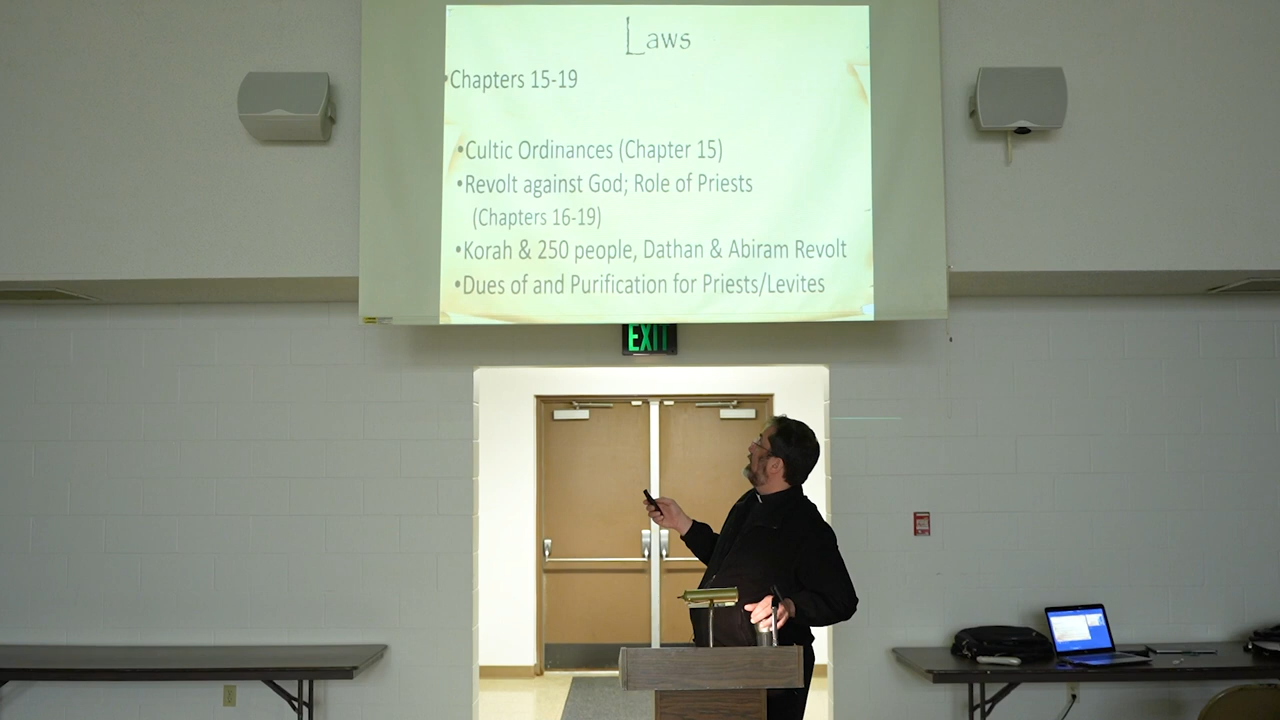 Laws
•Chapters 15-19
•Cultic Ordinances (Chapter 15)
•Revolt against God; Role of Priests
(Chapters 16-19)
•Korah & 250 people, Dathan & Abiram Revolt
•Dues of and Purification for Priests/Levites
EXIT